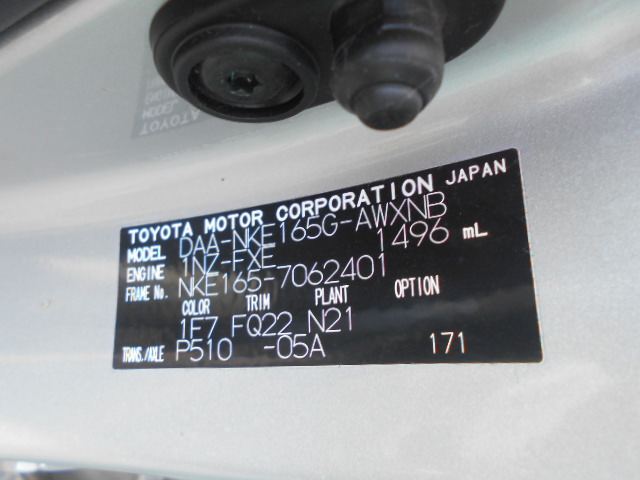 TOYOTA MOTOR CORPORATION JAPAN
MODEL DAA-NKE165G-AWXNB
ENGINE 1NZ-FXE 1496 mL
FRAME No. NKE165-7062401
COLOR TRIM PLANT OPTION
1F7 FQ22 N21
TRANS./AXLE P510 -05A 171